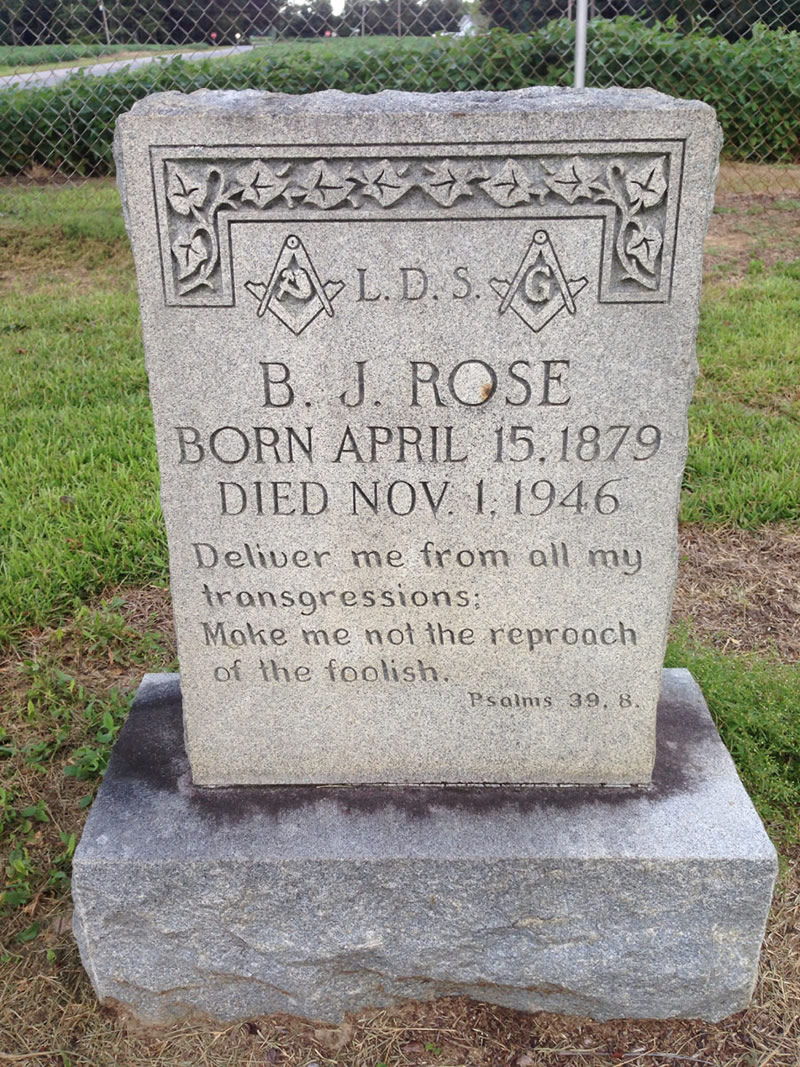 L. D. S. G
B. J. ROSE
BORN APRIL 15, 1879
DIED NOV. 1, 1946
Deliver me from all my
transgressions:
Make me not the reproach
of the foolish.
Psalms 39, 8.